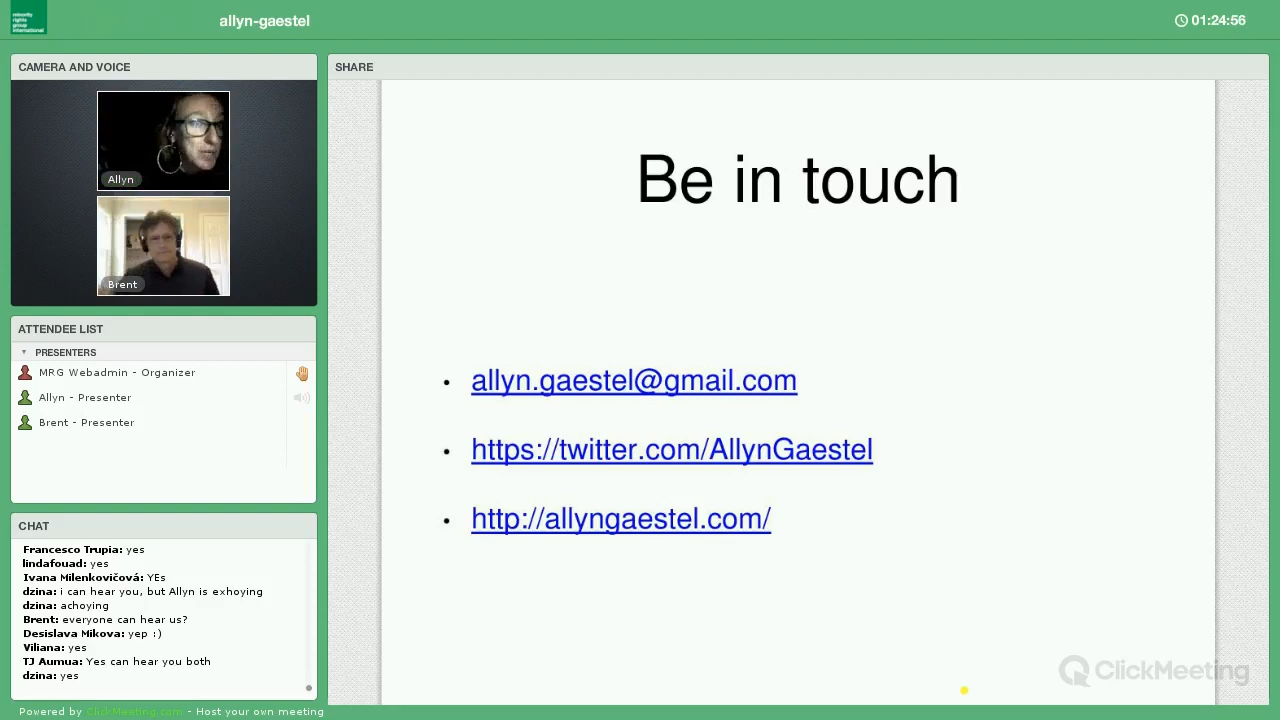 minority
rights
group
international
allyn-gaestel
01:24:56
CAMERA AND VOICE
Allyn
Brent
ATTENDEE LIST
PRESENTERS
MRG Webadmin - Organizer
Allyn - Presenter
Brent - Presenter
CHAT
Francesco Trupia: yes
lindafouad: yes
Ivana Milenkovičová: YEs
dzina: i can hear you, but Allyn is exhoying
dzina: achoying
Brent: everyone can hear us?
Desislava Mikova: yep :)
Viliana: yes
TJ Aumua: Yes can hear you both
dzina: yes
Powered by ClickMeeting.com - Host your own meeting
SHARE
Be in touch
• allyn.gaestel@gmail.com
• https://twitter.com/AllynGaestel
• http://allyngaestel.com/
ClickMeeting